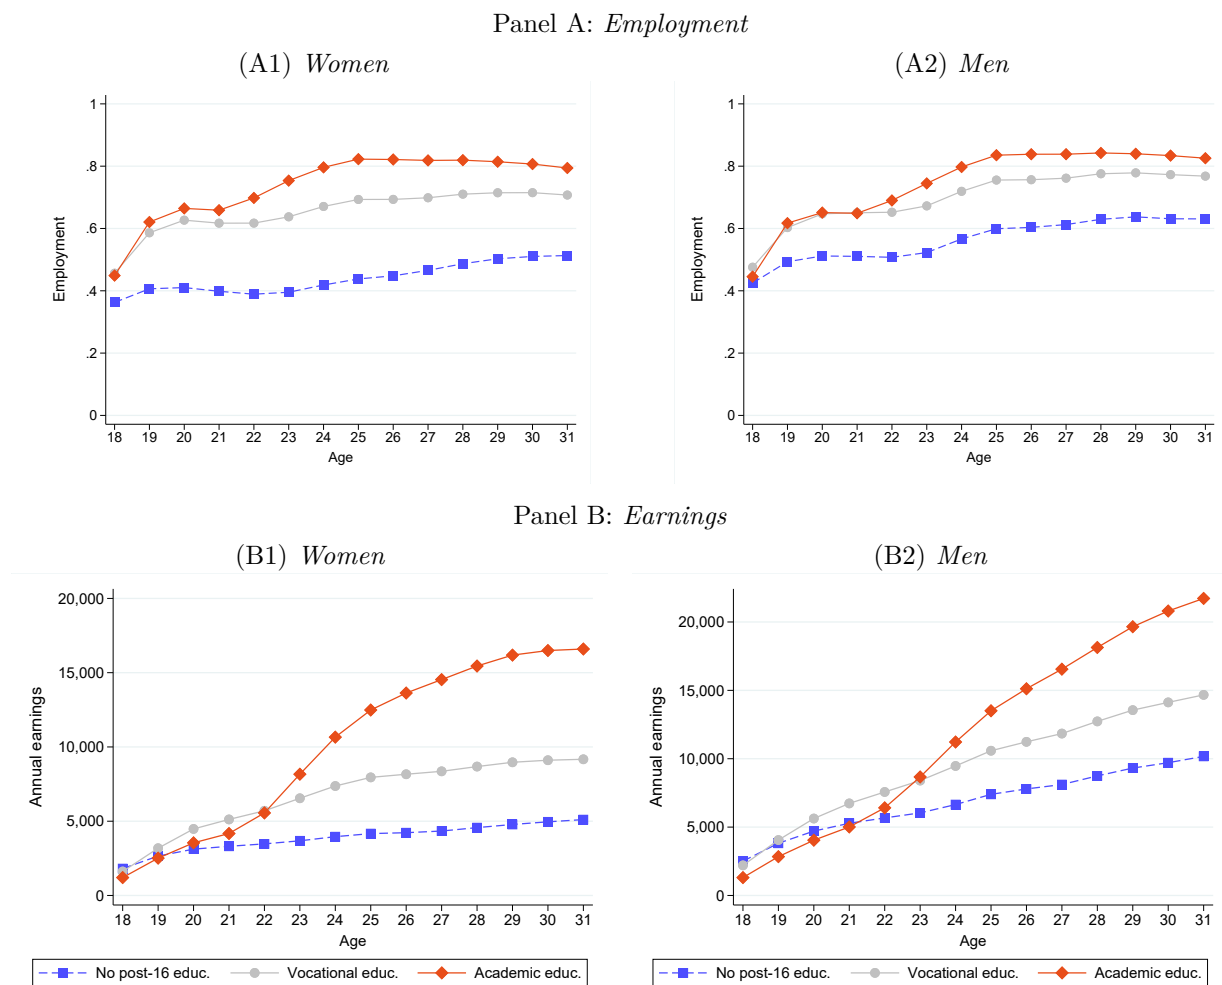 Panel A: Employment
(A1) Women
(A2) Men
1
.8
.6
.4
.2
0
Employment
18 19 20 21 22 23 24 25 26 27 28 29 30 31
Age
1
.8
.6
.4
.2
0
Employment
18 19 20 21 22 23 24 25 26 27 28 29 30 31
Age
Panel B: Earnings
(B1) Women
(B2) Men
20,000
15,000
10,000
5,000
0
Annual earnings
18 19 20 21 22 23 24 25 26 27 28 29 30 31
Age
No post-16 educ. Vocational educ. Academic educ.
20,000
15,000
10,000
5,000
0
Annual earnings
18 19 20 21 22 23 24 25 26 27 28 29 30 31
Age
No post-16 educ. Vocational educ. Academic educ.